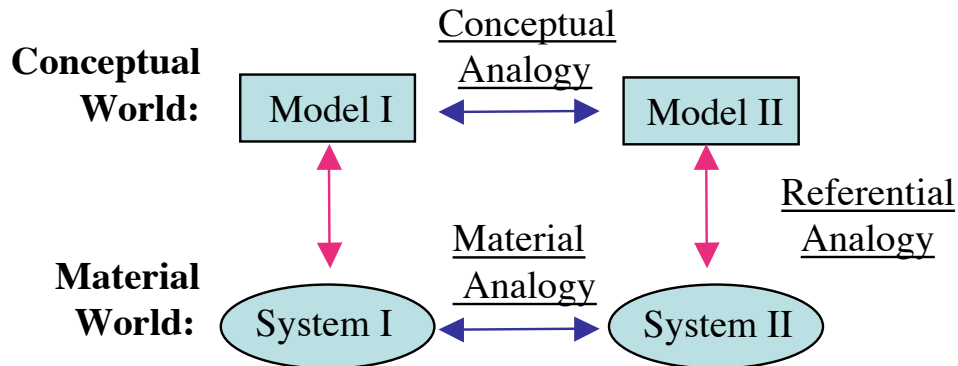 Conceptual
World:
Conceptual
Analogy
Model I
Model II
Referential
Analogy
Material
World:
Material
Analogy
System I
System II